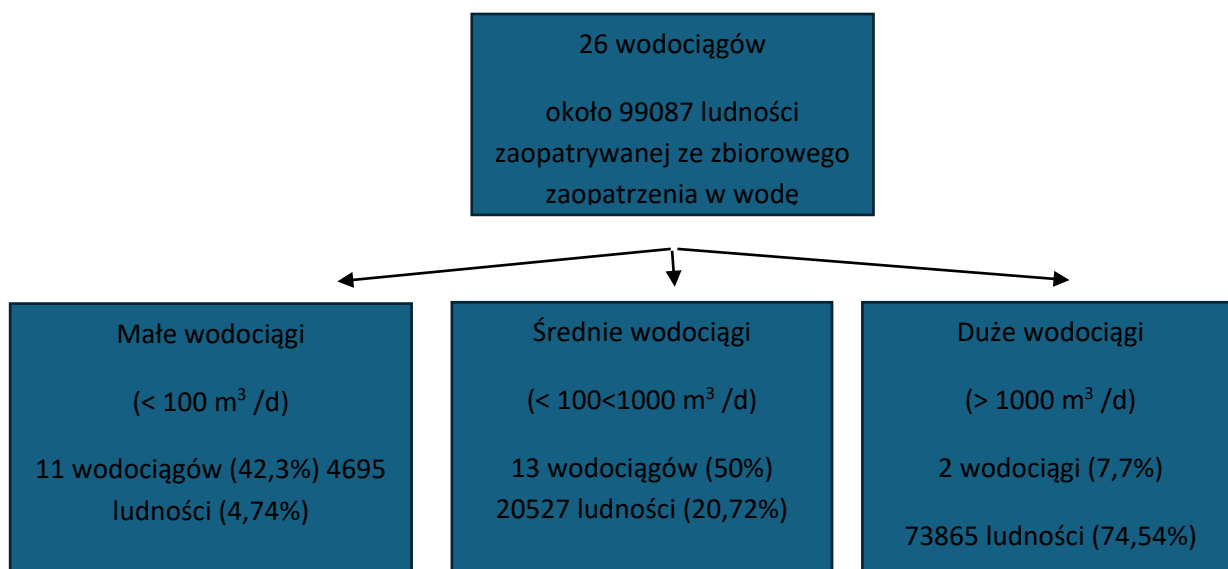 26 wodociągów
około 99087 ludności
zaopatrywanej ze zbiorowego
zaopatrzenia w wodę
Małe wodociągi
(< 100 m³ /d)
11 wodociągów (42,3%) 4695
ludności (4,74%)
Średnie wodociągi
(< 100<1000 m³ /d)
13 wodociągów (50%)
20527 ludności (20,72%)
Duże wodociągi
(> 1000 m³ /d)
2 wodociągi (7,7%)
73865 ludności (74,54%)